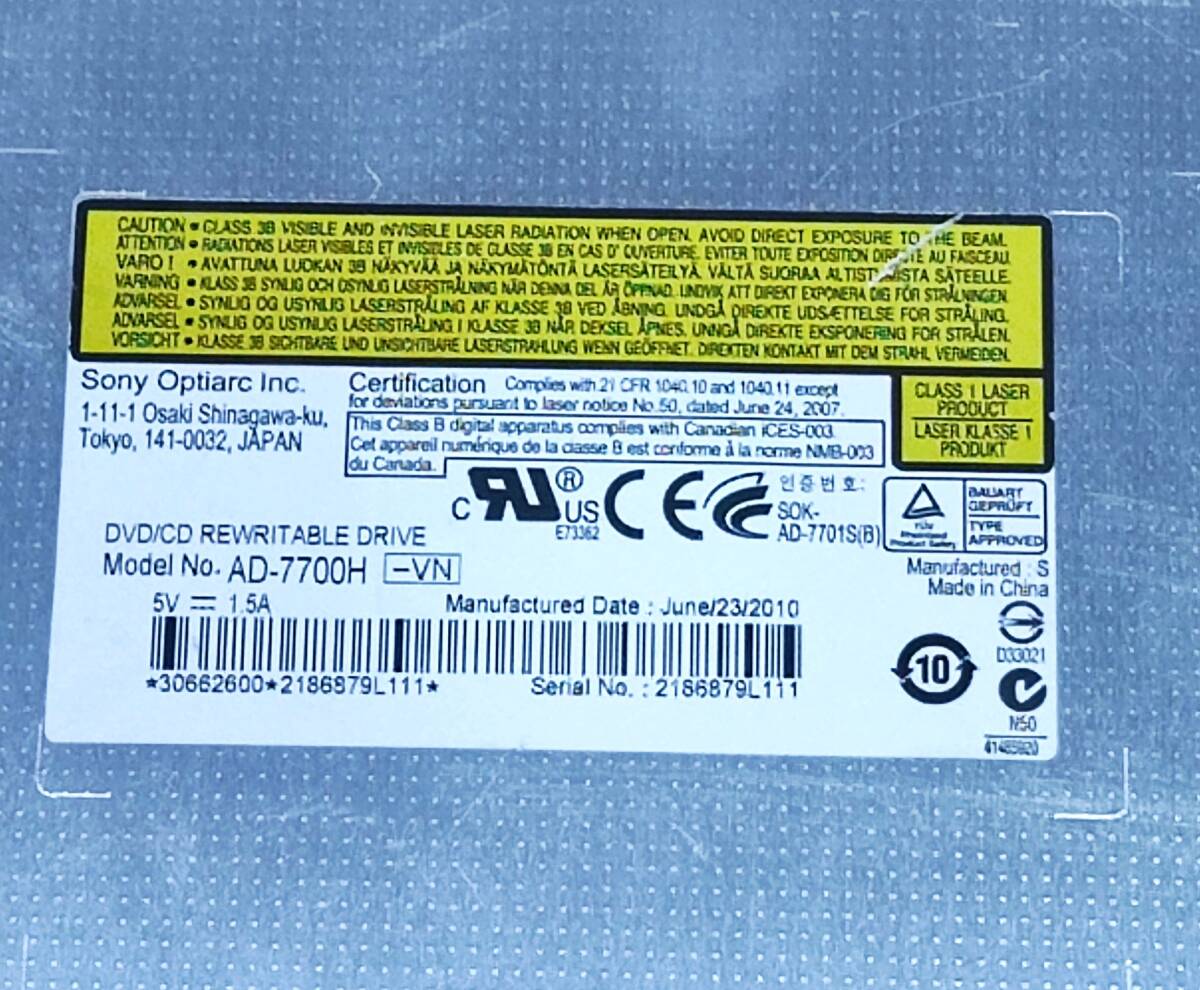 CAUTION • CLASS 3B VISIBLE AND INVISIBLE LASER RADIATION WHEN OPEN. AVOID DIRECT EXPOSURE TO THE BEAM.
ATTENTION • RADIATIONS LASER VISIBLES ET INVISIBLES DE CLASSE 3B EN CAS D' OUVERTURE. EVITER TOUTE EXPOSITION DIRECTE AU FAISCEAU.
VARO ! • AVATTUNA LUOKAN 3B NÄKYVÄÄ JA NÄKYMÄTÖNTÄ LASERSÄTEILYÄ. VÄLTÄ SUORAA ALTISTUMISTA SÄTEELLE.
VARNING • KLASS 3B SYNLIG OCH OSYNLIG LASERSTRÅLNING NÄR DENNA DEL ÄR ÖPPNAD. UNDVIK ATT DIREKT EXPONERA DIG FÖR STRÅLNINGEN.
ADVARSEL • SYNLIG OG USYNLIG LASERSTRÅLING AF KLASSE 3B VED ÅBNING. UNDGÅ DIREKTE UDSÆTTELSE FOR STRÅLING.
ADVARSEL • SYNLIG OG USYNLIG LASERSTRÅLING I KLASSE 3B NÅR DEKSEL ÅPNES. UNNGÅ DIREKTE EKSPONERING FOR STRÅLEN.
VORSICHT • KLASSE 3B SICHTBARE UND UNSICHTBARE LASERSTRAHLUNG WENN GEÖFFNET. DIREKTEN KONTAKT MIT DEM STRAHL VERMEIDEN.
Sony Optiarc Inc.
1-11-1 Osaki Shinagawa-ku,
Tokyo, 141-0032, JAPAN
Certification Complies with 21 CFR 1040.10 and 1040.11 except
for deviations pursuant to laser notice No.50, dated June 24, 2007.
This Class B digital apparatus complies with Canadian ICES-003.
Cet appareil numérique de la classe B est conforme à la norme NMB-003
du Canada.
CLASS 1 LASER
PRODUCT
LASER KLASSE 1
PRODUKT
C RU ® US
E73362
CE
인증번호:
SOK-
AD-7701S(B)
TÜV
Rheinland
Product Safety
BAUART
GEPRÜFT
TYPE
APPROVED
DVD/CD REWRITABLE DRIVE
Model No. AD-7700H -VN
Manufactured : S
Made in China
5V ⎓ 1.5A
Manufactured Date : June/23/2010
*30662600*2186879L111*
Serial No. : 2186879L111
10
D33021
N50